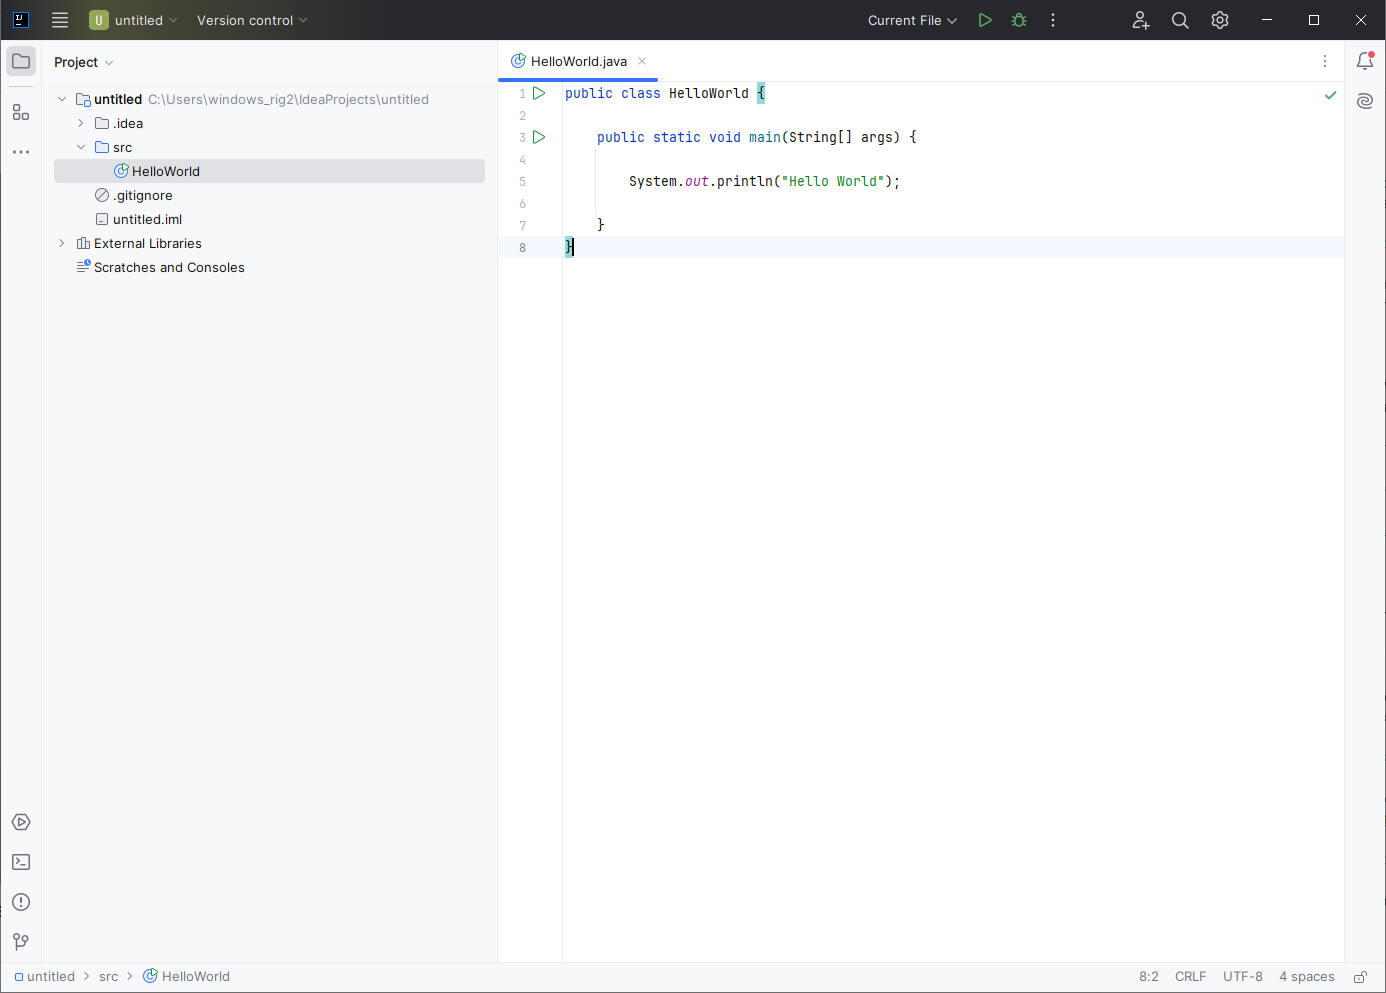 U untitled Version control Current File
Project
HelloWorld.java
untitled C:\Users\windows_rig2\IdeaProjects\untitled
.idea
src
HelloWorld
.gitignore
untitled.iml
External Libraries
Scratches and Consoles
1 public class HelloWorld {
2
3 public static void main(String[] args) {
4
5 System.out.println("Hello World");
6
7 }
8 }
untitled > src > HelloWorld 8:2 CRLF UTF-8 4 spaces